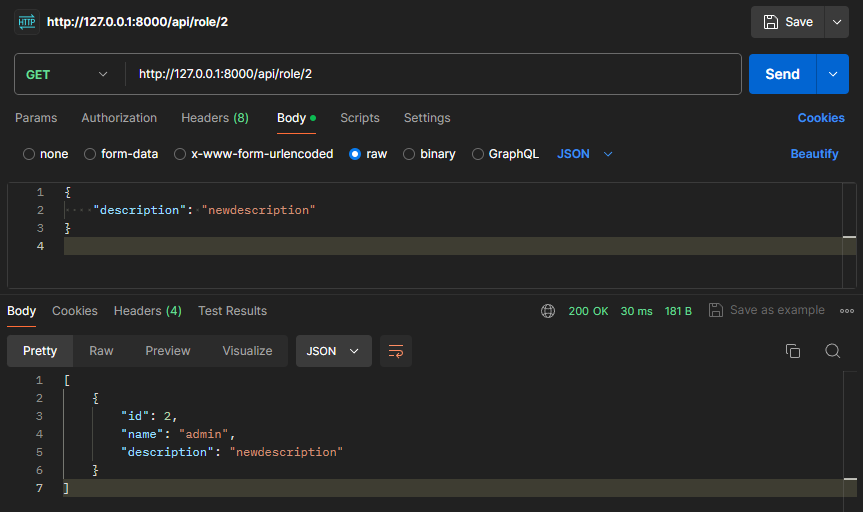 HTTP http://127.0.0.1:8000/api/role/2 Save
GET http://127.0.0.1:8000/api/role/2 Send
Params Authorization Headers (8) Body Scripts Settings Cookies
none form-data x-www-form-urlencoded raw binary GraphQL JSON Beautify
1 {
2 ····"description":·"newdescription"
3 }
4
Body Cookies Headers (4) Test Results 200 OK 30 ms 181 B Save as example
Pretty Raw Preview Visualize JSON
1 [
2 {
3 "id": 2,
4 "name": "admin",
5 "description": "newdescription"
6 }
7 ]